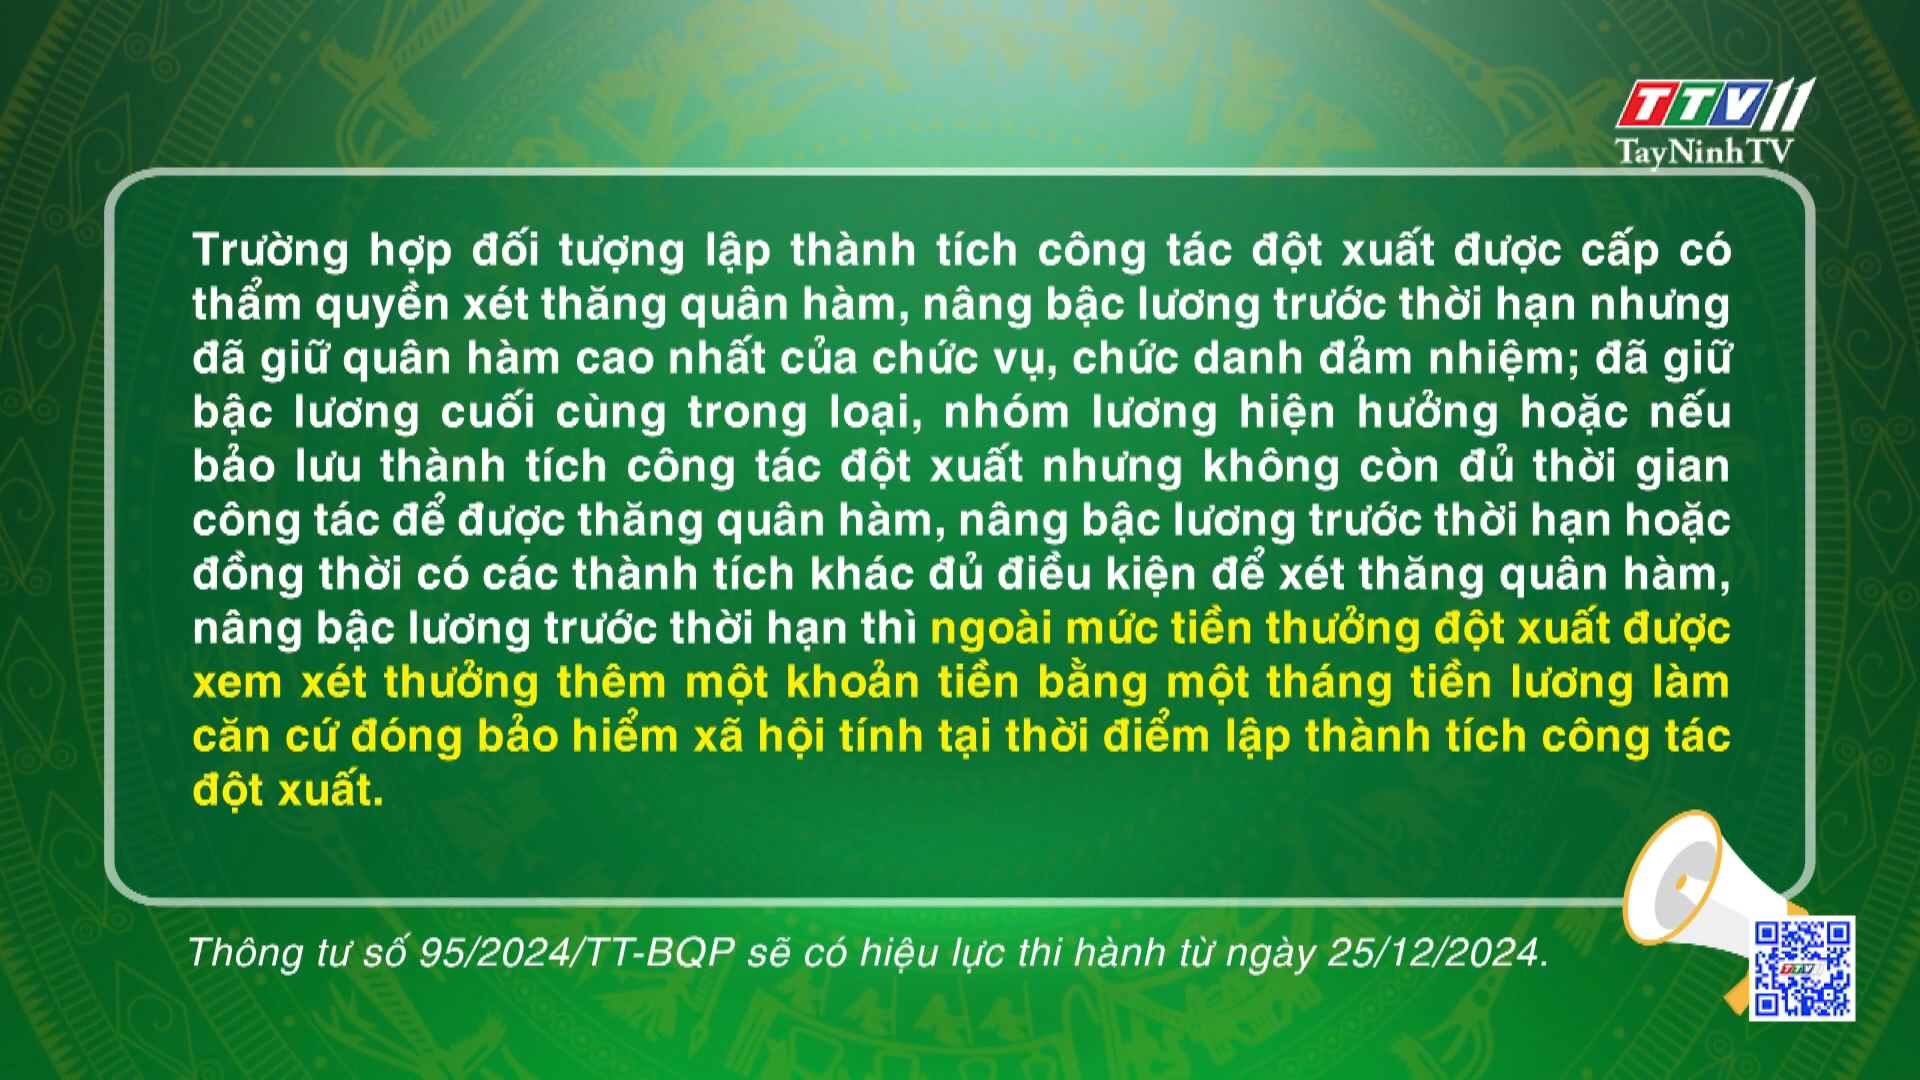 TTV11
TayNinhTV
Trường hợp đối tượng lập thành tích công tác đột xuất được cấp có
thẩm quyền xét thăng quân hàm, nâng bậc lương trước thời hạn nhưng
đã giữ quân hàm cao nhất của chức vụ, chức danh đảm nhiệm; đã giữ
bậc lương cuối cùng trong loại, nhóm lương hiện hưởng hoặc nếu
bảo lưu thành tích công tác đột xuất nhưng không còn đủ thời gian
công tác để được thăng quân hàm, nâng bậc lương trước thời hạn hoặc
đồng thời có các thành tích khác đủ điều kiện để xét thăng quân hàm,
nâng bậc lương trước thời hạn thì ngoài mức tiền thưởng đột xuất được
xem xét thưởng thêm một khoản tiền bằng một tháng tiền lương làm
căn cứ đóng bảo hiểm xã hội tính tại thời điểm lập thành tích công tác
đột xuất.
Thông tư số 95/2024/TT-BQP sẽ có hiệu lực thi hành từ ngày 25/12/2024.
TTV11